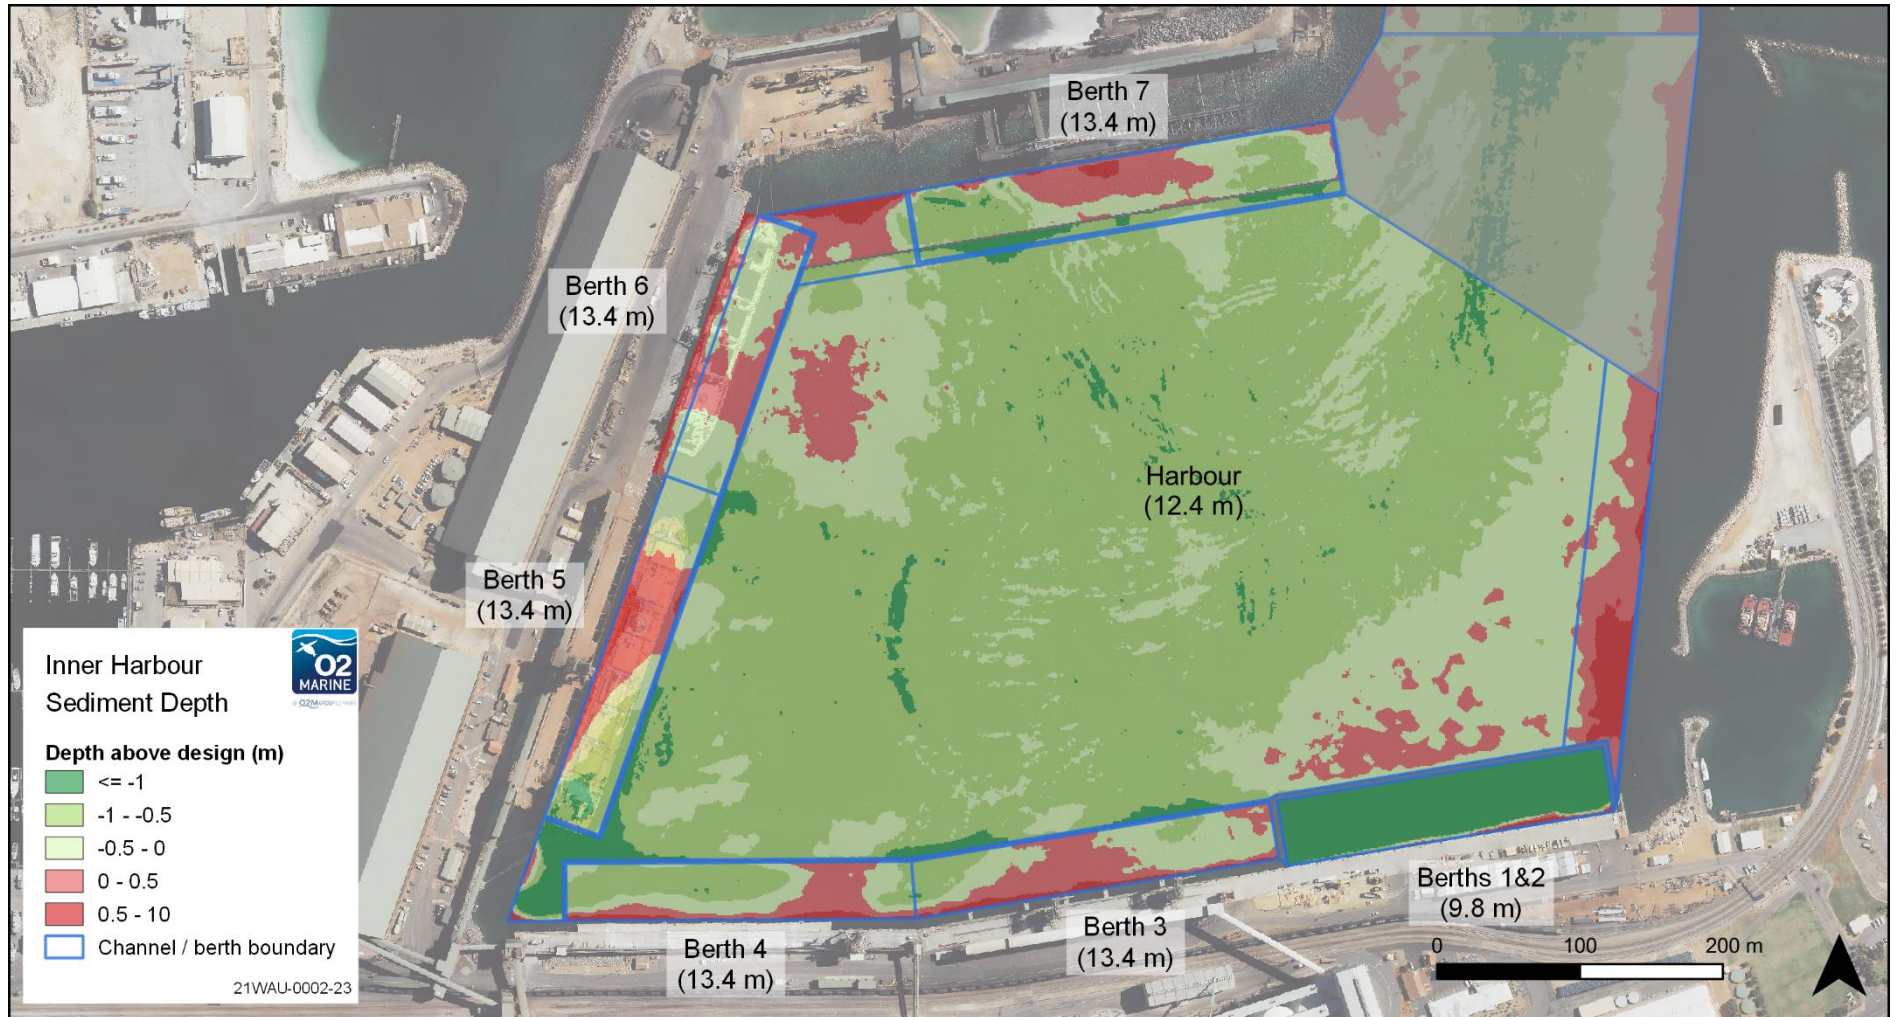 Berth 7
(13.4 m)
Berth 6
(13.4 m)
Harbour
(12.4 m)
Berth 5
(13.4 m)
Inner Harbour
Sediment Depth
O2
MARINE
Depth above design (m)
<= -1
-1 - -0.5
-0.5 - 0
0 - 0.5
0.5 - 10
Channel / berth boundary
21WAU-0002-23
Berth 4
(13.4 m)
Berth 3
(13.4 m)
Berths 1&2
(9.8 m)
0 100 200 m